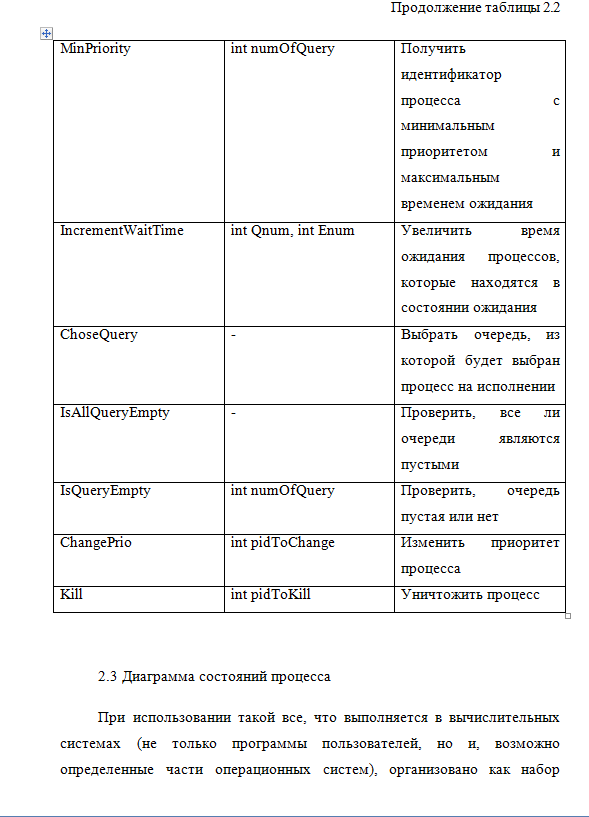 Продолжение таблицы 2.2
MinPriority int numOfQuery Получить
идентификатор
процесса с
минимальным
приоритетом и
максимальным
временем ожидания
IncrementWaitTime int Qnum, int Enum Увеличить время
ожидания процессов,
которые находятся в
состоянии ожидания
ChoseQuery - Выбрать очередь, из
которой будет выбран
процесс на исполнении
IsAllQueryEmpty - Проверить, все ли
очереди являются
пустыми
IsQueryEmpty int numOfQuery Проверить, очередь
пустая или нет
ChangePrio int pidToChange Изменить приоритет
процесса
Kill int pidToKill Уничтожить процесс
2.3 Диаграмма состояний процесса
При использовании такой все, что выполняется в вычислительных
системах (не только программы пользователей, но и, возможно
определенные части операционных систем), организовано как набор